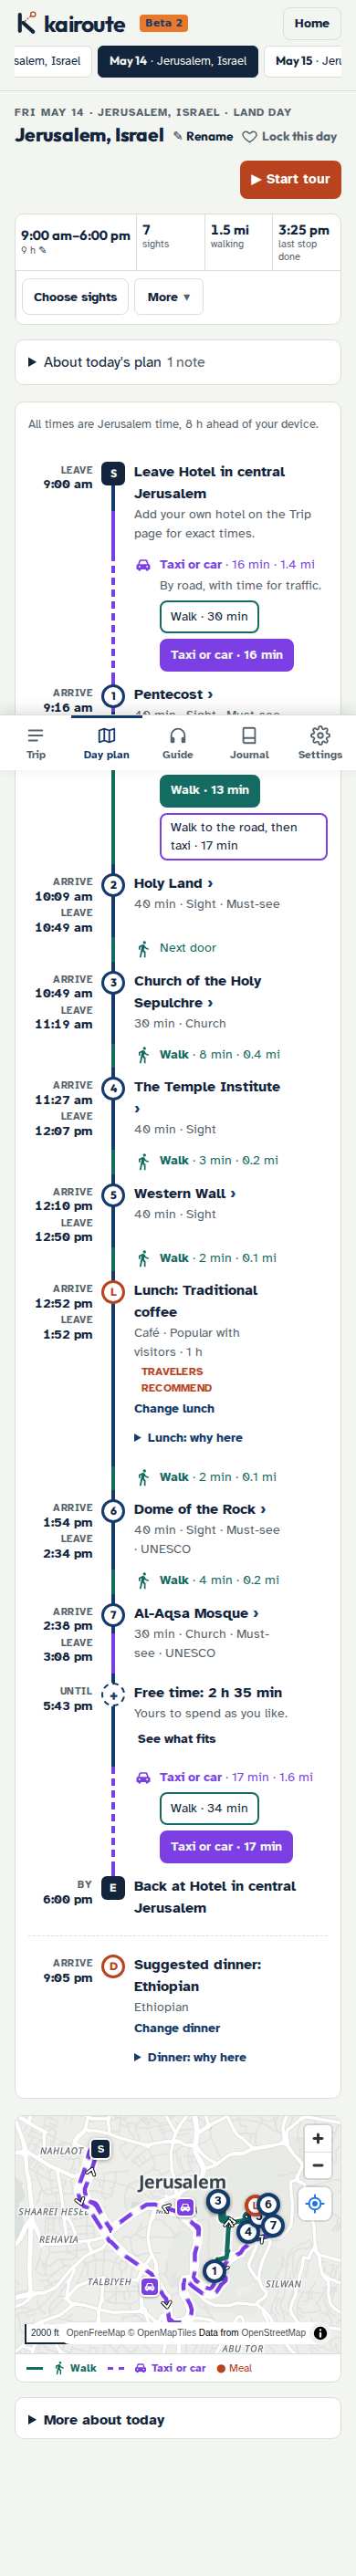 kairoute Beta 2 Home
salem, Israel May 14 · Jerusalem, Israel May 15 · Jeru
FRI MAY 14 · JERUSALEM, ISRAEL · LAND DAY
Jerusalem, Israel ✎ Rename Lock this day
▶ Start tour
9:00 am–6:00 pm
9 h ✎
7
sights
1.5 mi
walking
3:25 pm
last stop
done
Choose sights More ▾
▶ About today's plan 1 note
All times are Jerusalem time, 8 h ahead of your device.
LEAVE
9:00 am
S
Leave Hotel in central
Jerusalem
Add your own hotel on the Trip
page for exact times.
Taxi or car · 16 min · 1.4 mi
By road, with time for traffic.
Walk · 30 min
Taxi or car · 16 min
ARRIVE
9:16 am
1
Pentecost ›
Trip Day plan Guide Journal Settings
Walk · 13 min
Walk to the road, then
taxi · 17 min
ARRIVE
10:09 am
LEAVE
10:49 am
2
Holy Land ›
40 min · Sight · Must-see
Next door
ARRIVE
10:49 am
LEAVE
11:19 am
3
Church of the Holy
Sepulchre ›
30 min · Church
Walk · 8 min · 0.4 mi
ARRIVE
11:27 am
LEAVE
12:07 pm
4
The Temple Institute
›
40 min · Sight
Walk · 3 min · 0.2 mi
ARRIVE
12:10 pm
LEAVE
12:50 pm
5
Western Wall ›
40 min · Sight
Walk · 2 min · 0.1 mi
ARRIVE
12:52 pm
LEAVE
1:52 pm
L
Lunch: Traditional
coffee
Café · Popular with
visitors · 1 h
TRAVELERS
RECOMMEND
Change lunch
▶ Lunch: why here
Walk · 2 min · 0.1 mi
ARRIVE
1:54 pm
LEAVE
2:34 pm
6
Dome of the Rock ›
40 min · Sight · Must-see
· UNESCO
Walk · 4 min · 0.2 mi
ARRIVE
2:38 pm
LEAVE
3:08 pm
7
Al-Aqsa Mosque ›
30 min · Church · Must-
see · UNESCO
UNTIL
5:43 pm
+
Free time: 2 h 35 min
Yours to spend as you like.
See what fits
Taxi or car · 17 min · 1.6 mi
Walk · 34 min
Taxi or car · 17 min
BY
6:00 pm
E
Back at Hotel in central
Jerusalem
ARRIVE
9:05 pm
D
Suggested dinner:
Ethiopian
Ethiopian
Change dinner
▶ Dinner: why here
NAHLAOT S
Jerusalem
SHAAREI HESED
REHAVIA
3 6
4 7
1
TALBIYEH
SILWAN
2000 ft OpenFreeMap © OpenMapTiles Data from OpenStreetMap
ABU TOR
Walk Taxi or car Meal
▶ More about today